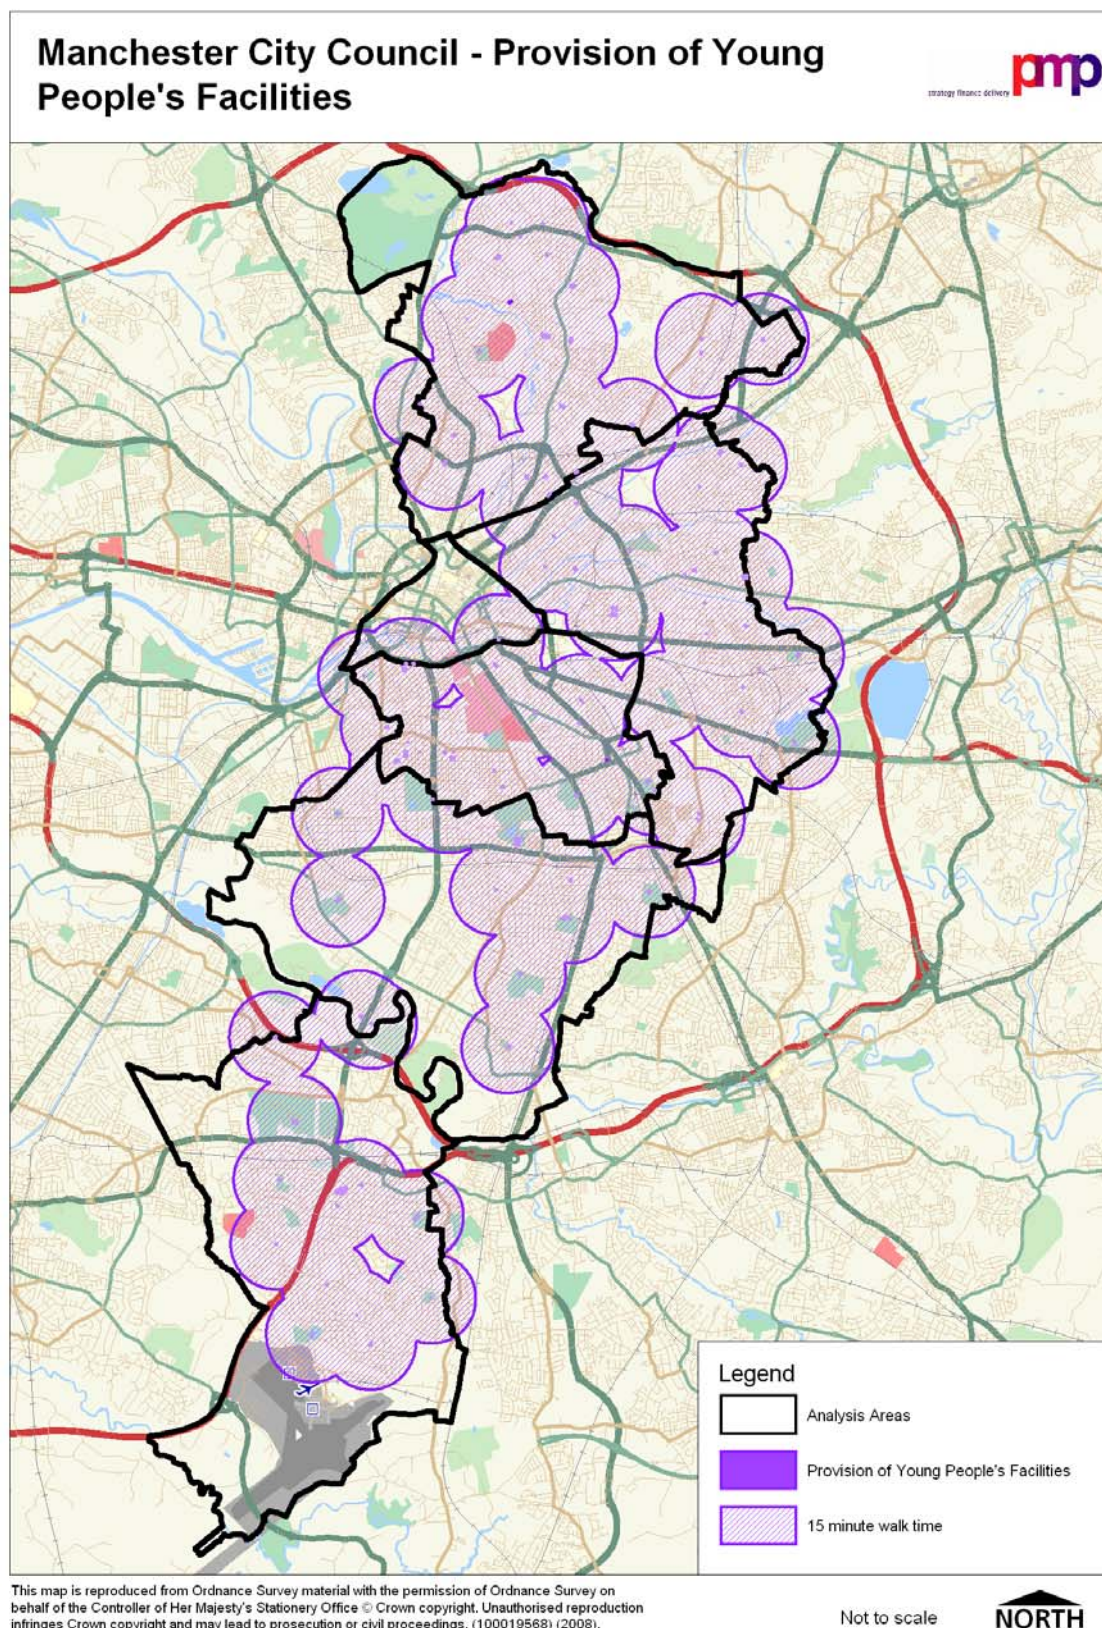 Manchester City Council - Provision of Young
People's Facilities
strategy finance delivery
pmp
Legend
Analysis Areas
Provision of Young People's Facilities
15 minute walk time
This map is reproduced from Ordnance Survey material with the permission of Ordnance Survey on
behalf of the Controller of Her Majesty's Stationery Office © Crown copyright. Unauthorised reproduction
infringes Crown copyright and may lead to prosecution or civil proceedings. (100019568) (2008).
Not to scale
NORTH